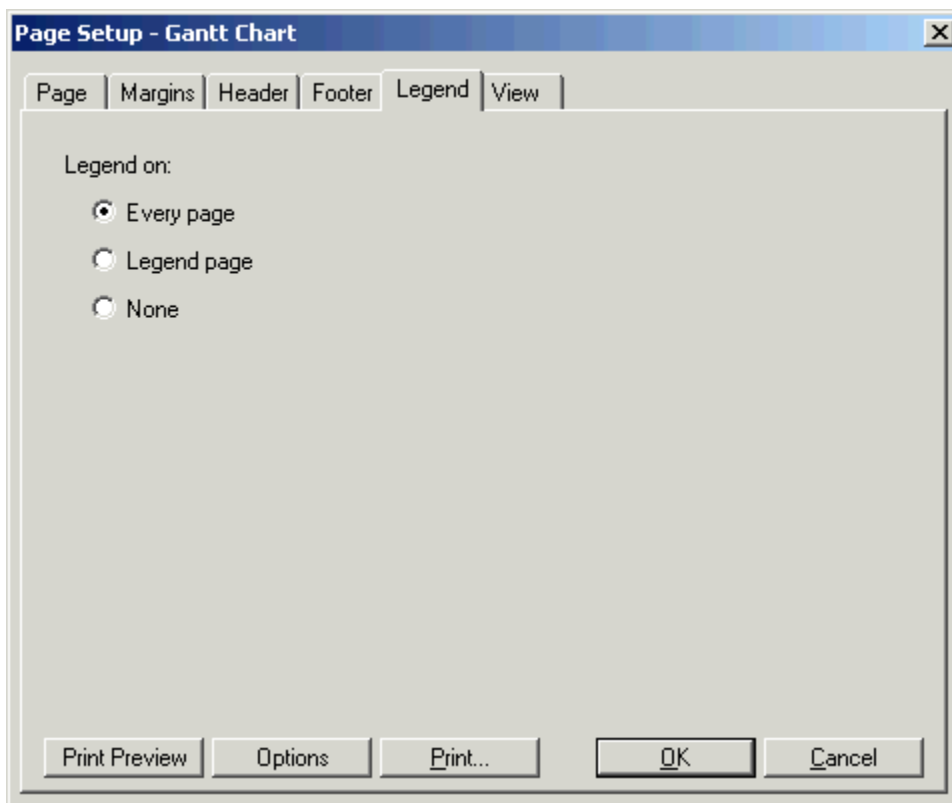 Page Setup - Gantt Chart
Page Margins Header Footer Legend View
Legend on:
Every page
Legend page
None
Print Preview Options Print... OK Cancel